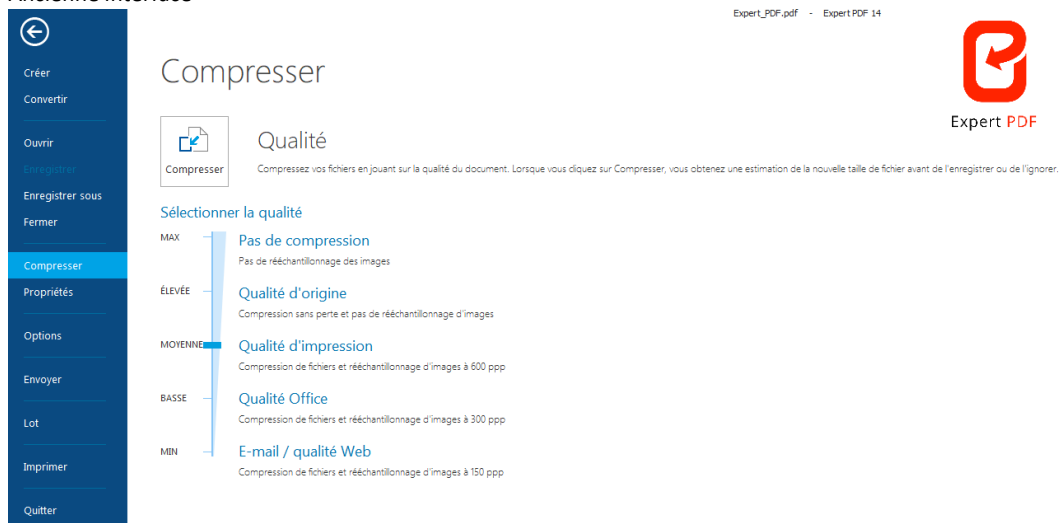 Ancienne interface
Expert_PDF.pdf - Expert PDF 14
Créer
Convertir
Ouvrir
Enregistrer
Enregistrer sous
Fermer
Compresser
Propriétés
Options
Envoyer
Lot
Imprimer
Quitter
Compresser
Expert PDF
Compresser
Qualité
Compressez vos fichiers en jouant sur la qualité du document. Lorsque vous cliquez sur Compresser, vous obtenez une estimation de la nouvelle taille de fichier avant de l'enregistrer ou de l'ignorer.
Sélectionner la qualité
MAX
Pas de compression
Pas de rééchantillonnage des images
ÉLEVÉE
Qualité d'origine
Compression sans perte et pas de rééchantillonnage d'images
MOYENNE
Qualité d'impression
Compression de fichiers et rééchantillonnage d'images à 600 ppp
BASSE
Qualité Office
Compression de fichiers et rééchantillonnage d'images à 300 ppp
MIN
E-mail / qualité Web
Compression de fichiers et rééchantillonnage d'images à 150 ppp